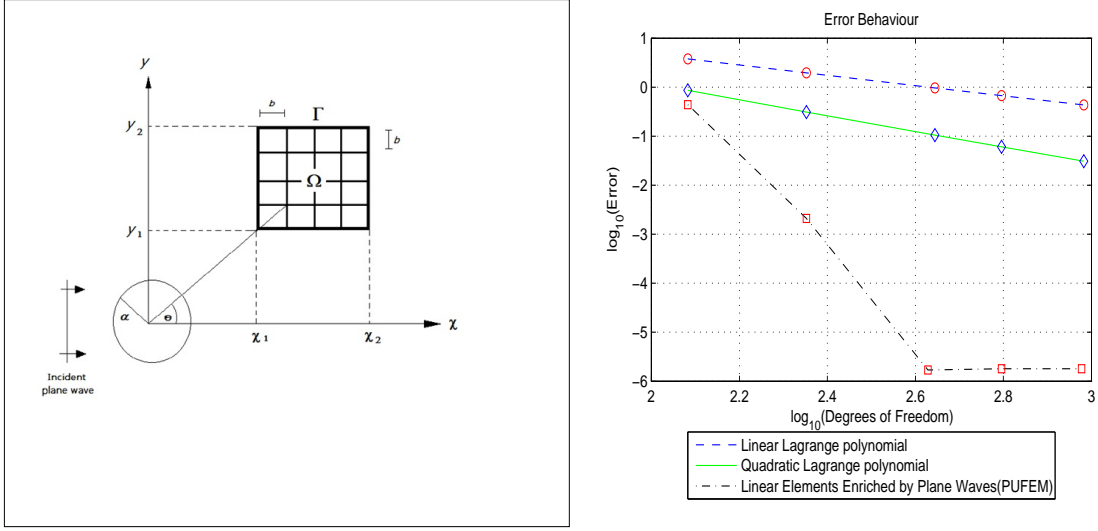 y
b
Γ
y 2
b
Ω
y 1
α
ө
χ 1
χ 2
χ
Incident
plane wave
Error Behaviour
1
0
−1
−2
−3
−4
−5
−6
log10(Error)
2
2.2
2.4
2.6
2.8
3
log10(Degrees of Freedom)
Linear Lagrange polynomial
Quadratic Lagrange polynomial
Linear Elements Enriched by Plane Waves(PUFEM)